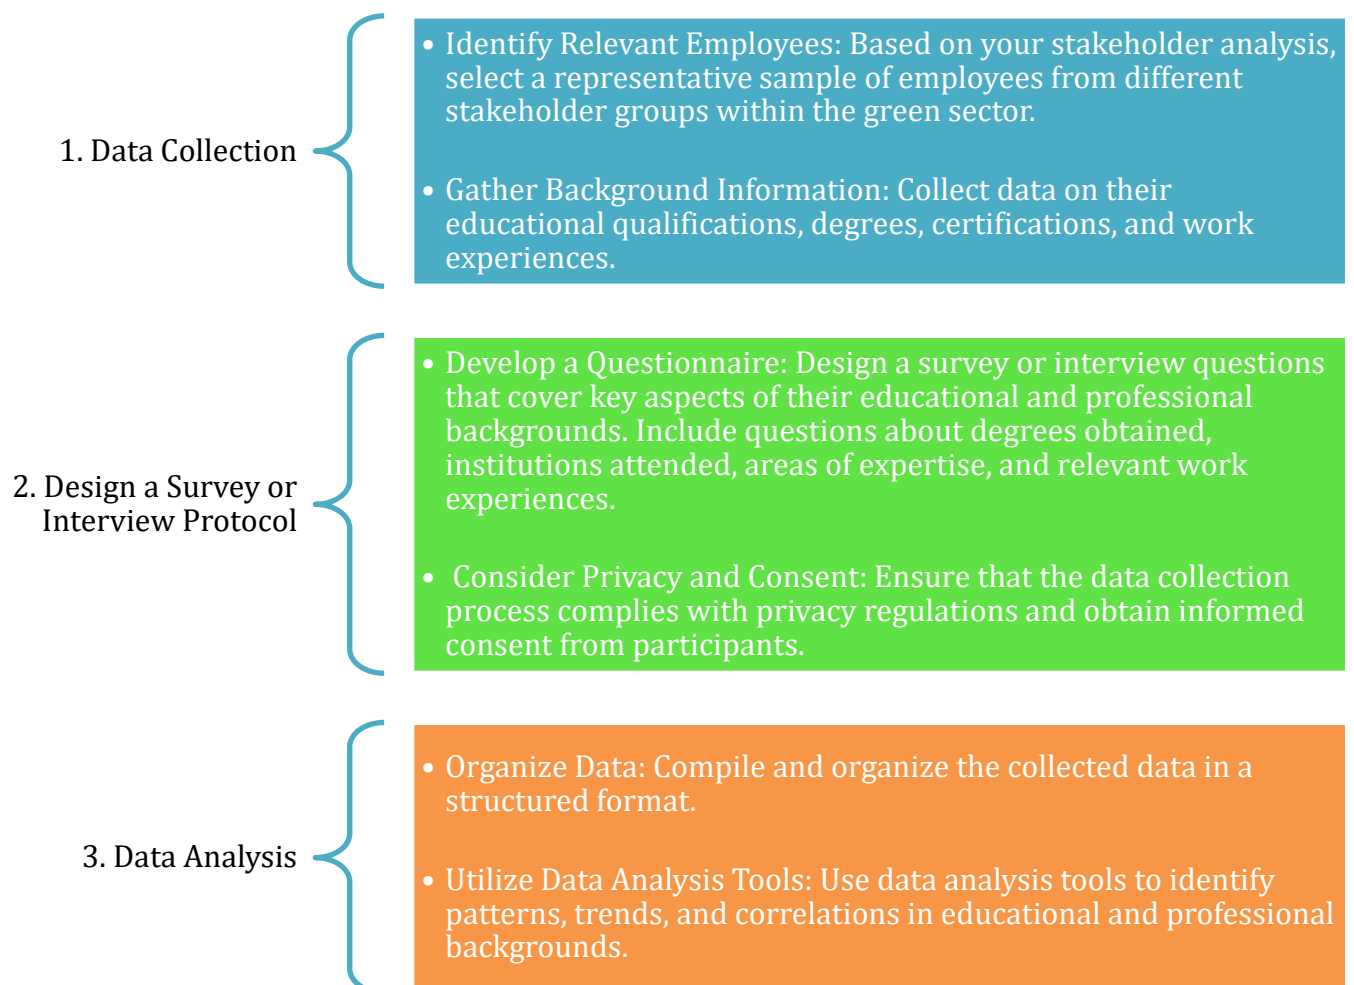 1. Data Collection
• Identify Relevant Employees: Based on your stakeholder analysis,
select a representative sample of employees from different
stakeholder groups within the green sector.
• Gather Background Information: Collect data on their
educational qualifications, degrees, certifications, and work
experiences.
2. Design a Survey or
Interview Protocol
• Develop a Questionnaire: Design a survey or interview questions
that cover key aspects of their educational and professional
backgrounds. Include questions about degrees obtained,
institutions attended, areas of expertise, and relevant work
experiences.
• Consider Privacy and Consent: Ensure that the data collection
process complies with privacy regulations and obtain informed
consent from participants.
3. Data Analysis
• Organize Data: Compile and organize the collected data in a
structured format.
• Utilize Data Analysis Tools: Use data analysis tools to identify
patterns, trends, and correlations in educational and professional
backgrounds.